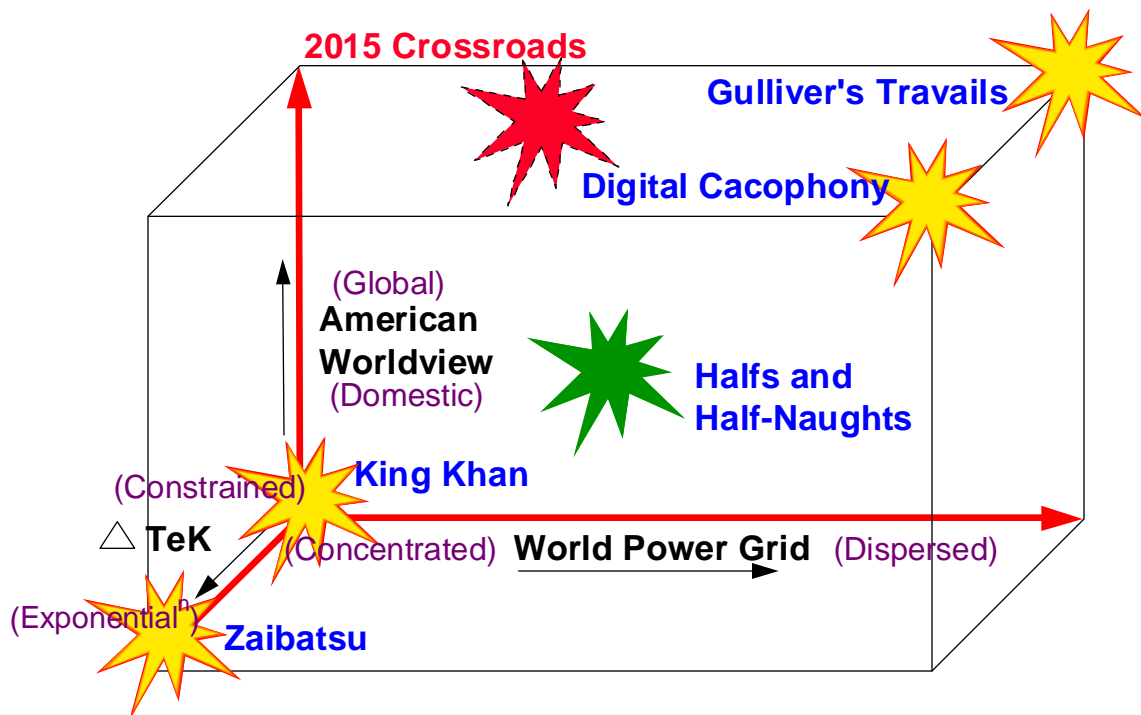 2015 Crossroads
Gulliver's Travails
Digital Cacophony
(Global)
American
Worldview
(Domestic)
Halfs and
Half-Naughts
King Khan
(Constrained)
△ TeK
(Concentrated) World Power Grid (Dispersed)
(Exponentialⁿ)
Zaibatsu